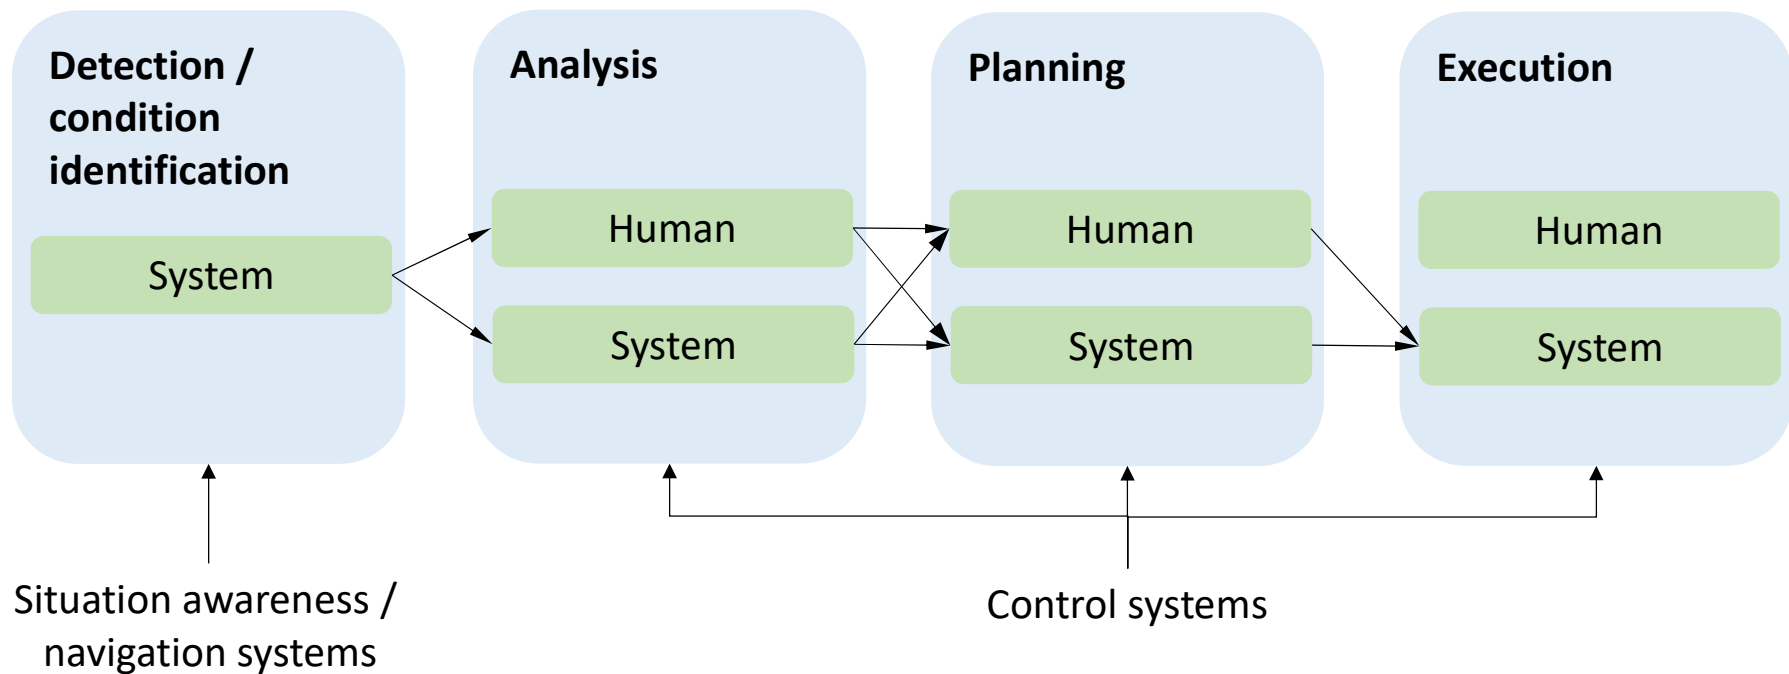 Detection /
condition
identification
System
Analysis
Human
System
Planning
Human
System
Execution
Human
System
Situation awareness /
navigation systems
Control systems